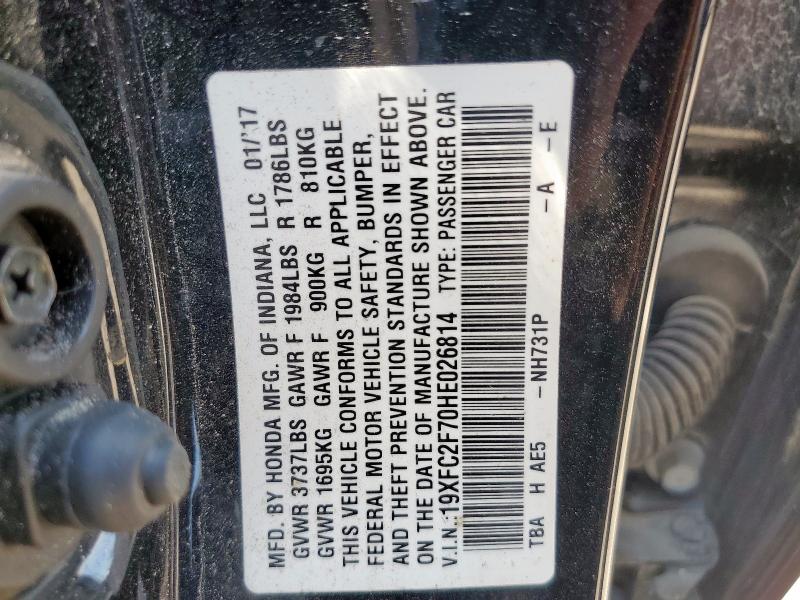 MFD. BY HONDA MFG. OF INDIANA, LLC 01/17
GVWR 3737LBS GAWR F 1984LBS R 1786LBS
GVWR 1695KG GAWR F 900KG R 810KG
THIS VEHICLE CONFORMS TO ALL APPLICABLE
FEDERAL MOTOR VEHICLE SAFETY, BUMPER,
AND THEFT PREVENTION STANDARDS IN EFFECT
ON THE DATE OF MANUFACTURE SHOWN ABOVE.
V.I.N.:19XFC2F70HE026814 TYPE: PASSENGER CAR
TBA H AE5 -NH731P -A -E